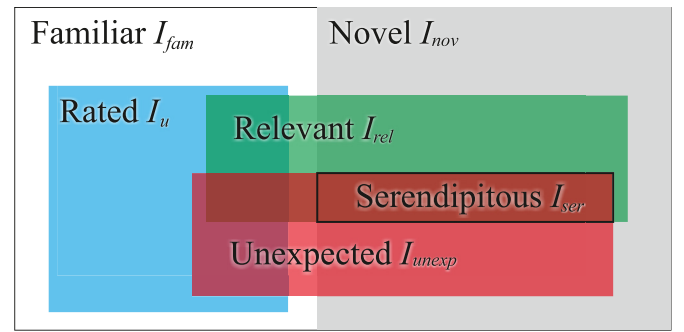 Familiar I_fam
Novel I_nov
Rated I_u
Relevant I_rel
Serendipitous I_ser
Unexpected I_unexp